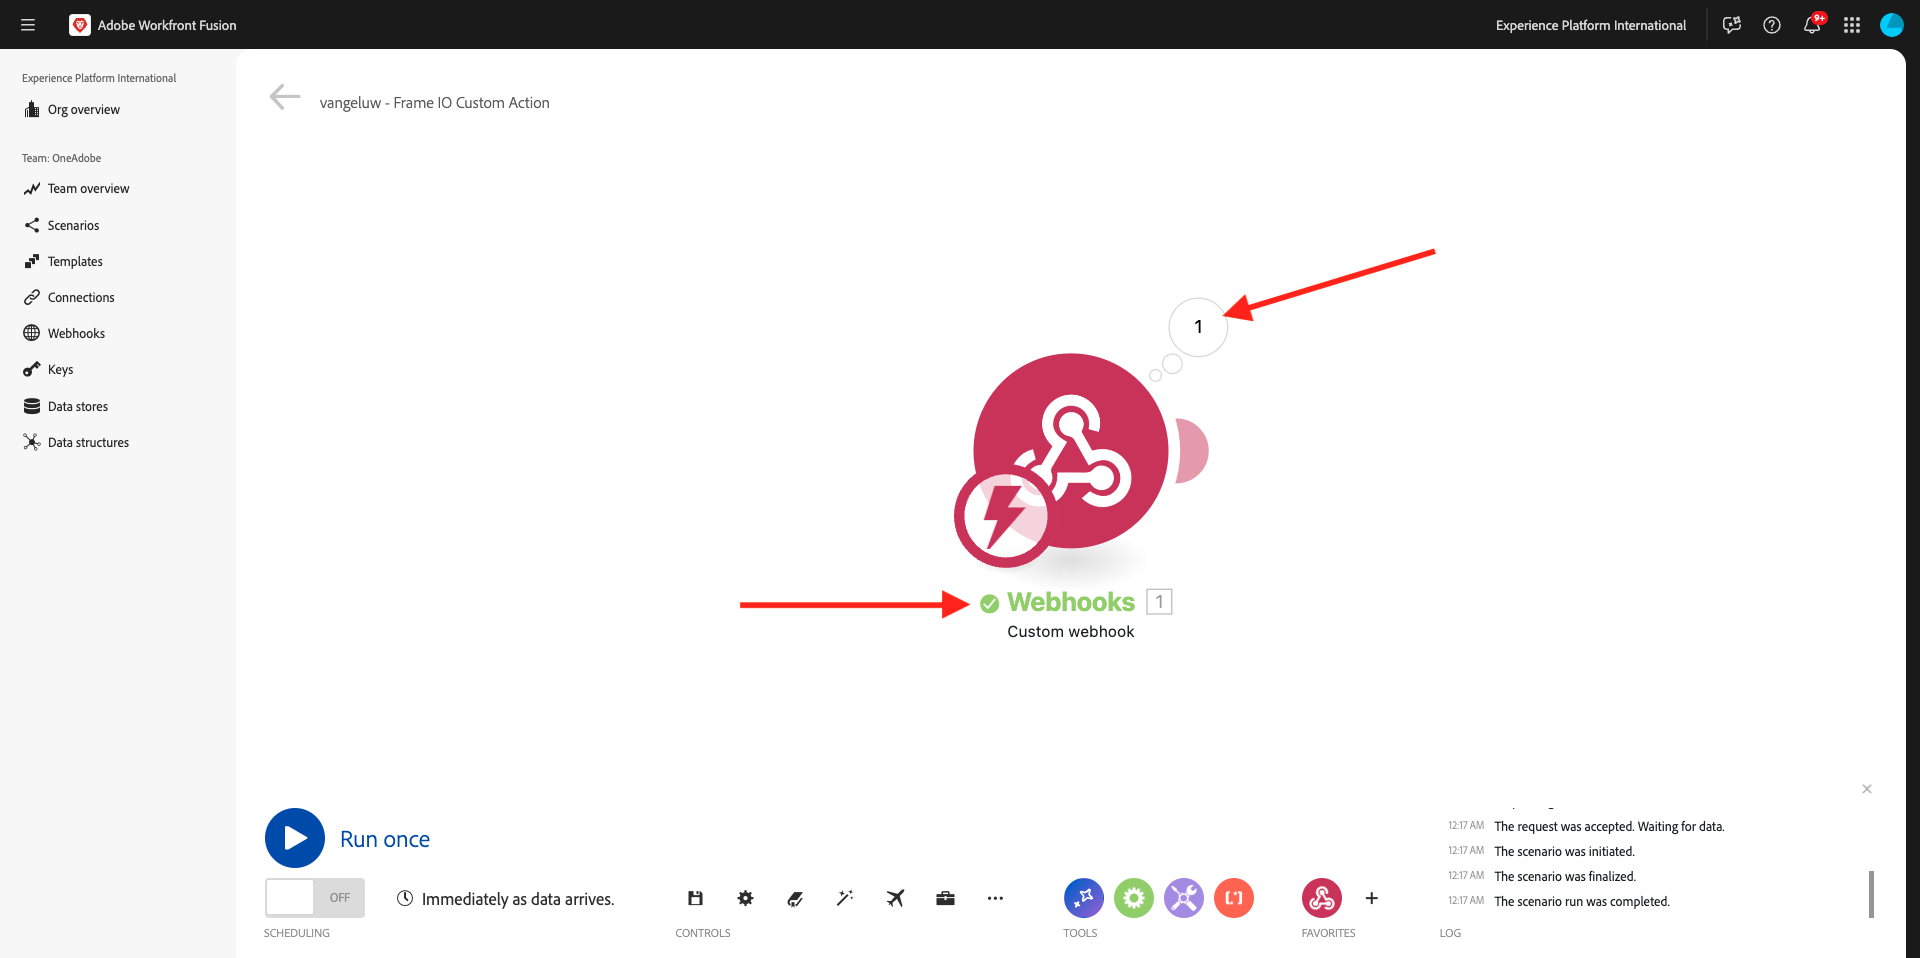 Adobe Workfront Fusion
Experience Platform International
9+
Experience Platform International
Org overview
Team: OneAdobe
Team overview
Scenarios
Templates
Connections
Webhooks
Keys
Data stores
Data structures
vangeluw - Frame IO Custom Action
1
Webhooks 1
Custom webhook
Run once
OFF
Immediately as data arrives.
SCHEDULING
CONTROLS
TOOLS
FAVORITES
12:17 AM The request was accepted. Waiting for data.
12:17 AM The scenario was initiated.
12:17 AM The scenario was finalized.
12:17 AM The scenario run was completed.
LOG